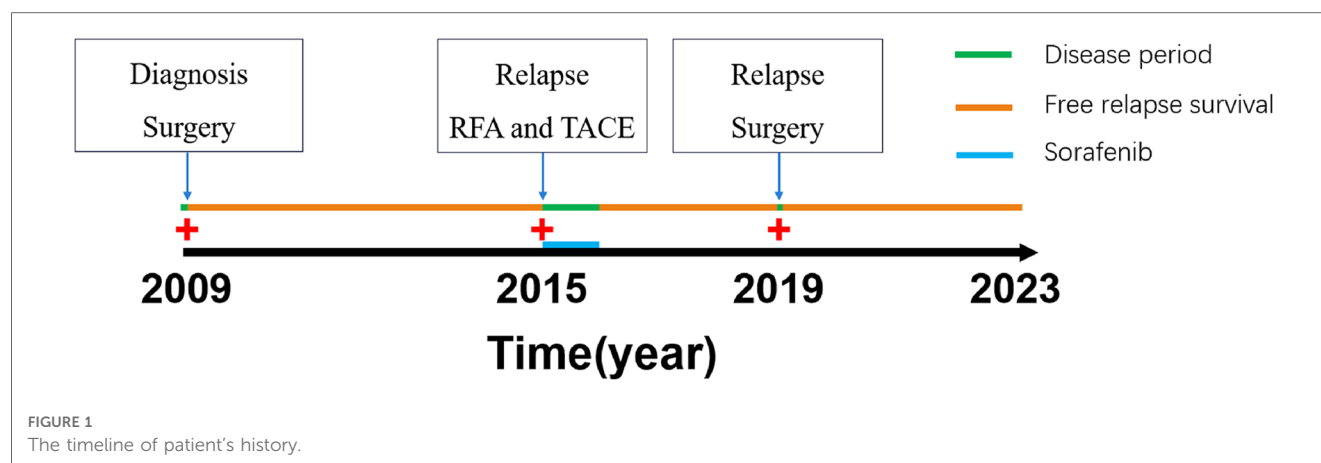 Diagnosis
Surgery
Relapse
RFA and TACE
Relapse
Surgery
Disease period
Free relapse survival
Sorafenib
2009
2015
2019
2023
Time(year)
FIGURE 1
The timeline of patient's history.